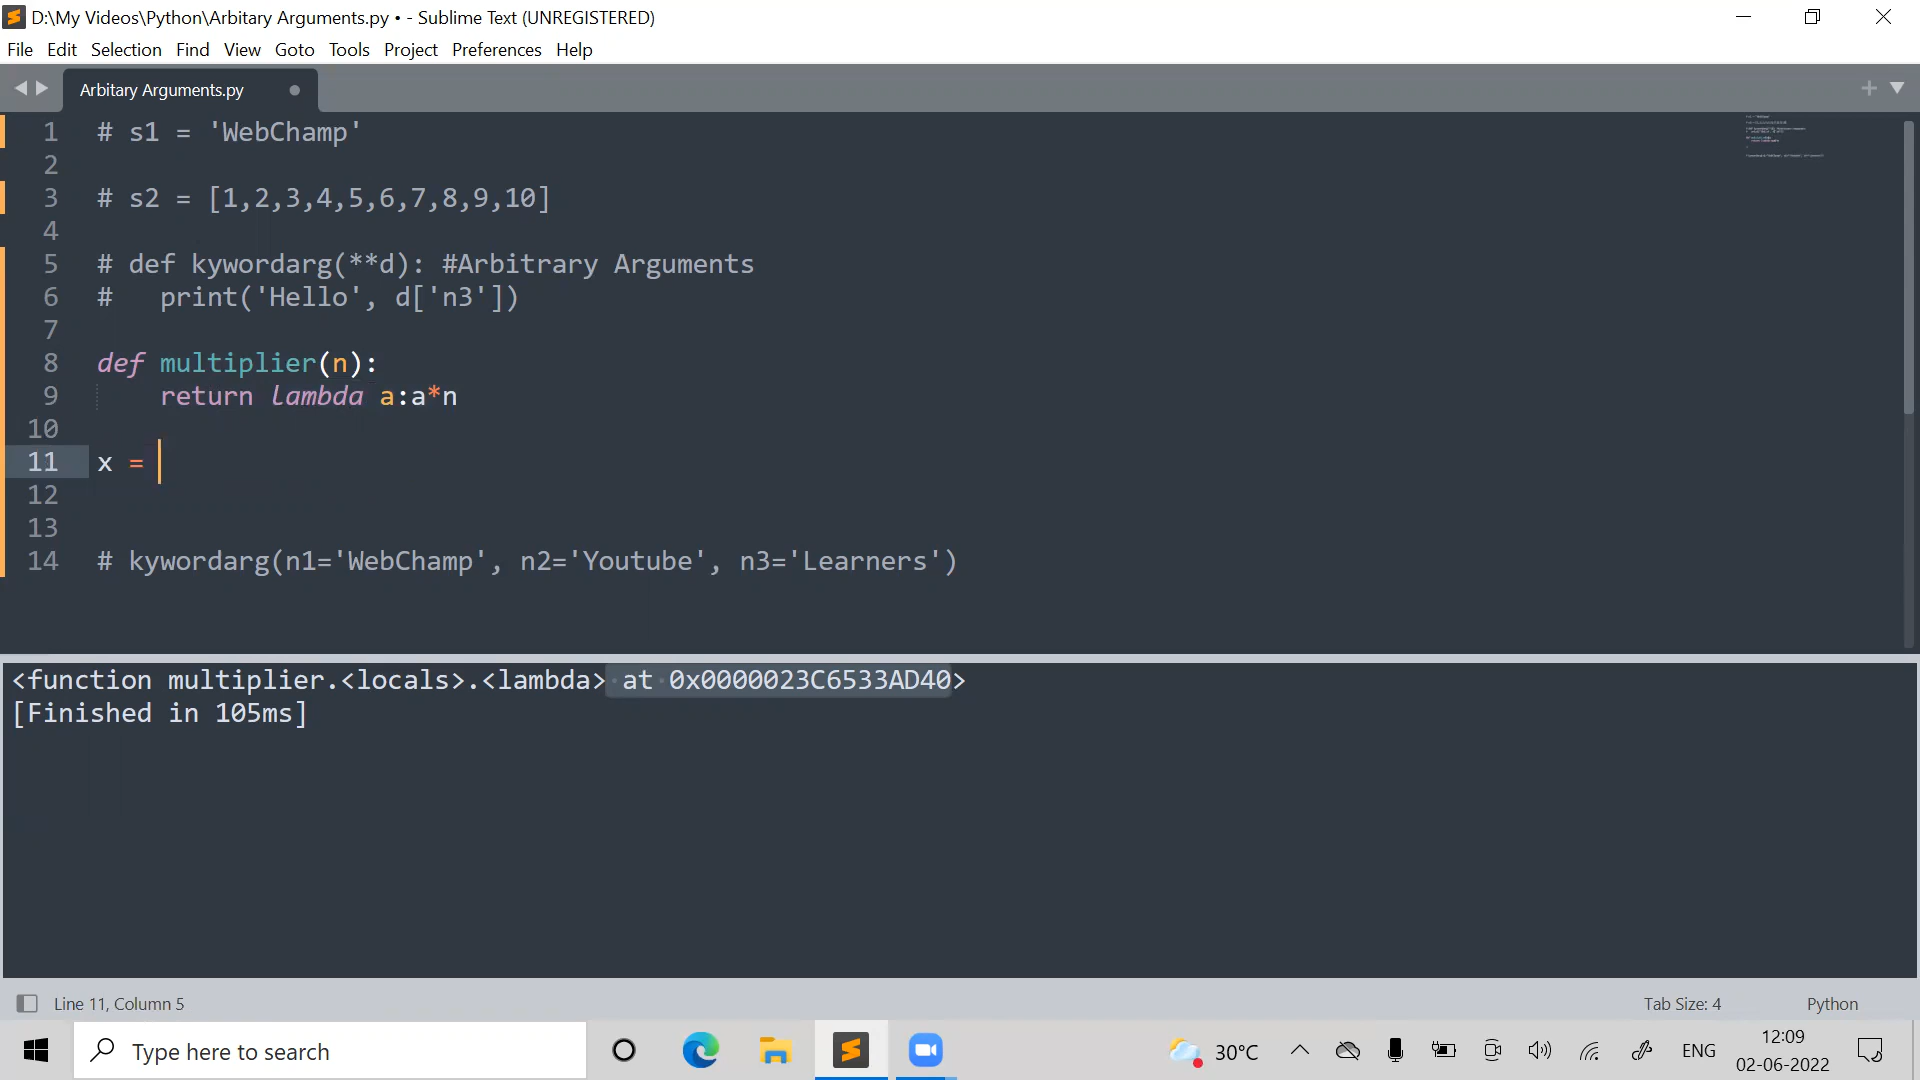 D:\My Videos\Python\Arbitary Arguments.py • - Sublime Text (UNREGISTERED)
File Edit Selection Find View Goto Tools Project Preferences Help
Arbitary Arguments.py
1 # s1 = 'WebChamp'
2
3 # s2 = [1,2,3,4,5,6,7,8,9,10]
4
5 # def kywordarg(**d): #Arbitrary Arguments
6 #   print('Hello', d['n3'])
7
8 def multiplier(n):
9     return lambda a:a*n
10
11 x =
12
13
14 # kywordarg(n1='WebChamp', n2='Youtube', n3='Learners')
<function multiplier.<locals>.<lambda> at 0x0000023C6533AD40>
[Finished in 105ms]
Line 11, Column 5 Tab Size: 4 Python
Type here to search 30°C ENG 12:09
02-06-2022